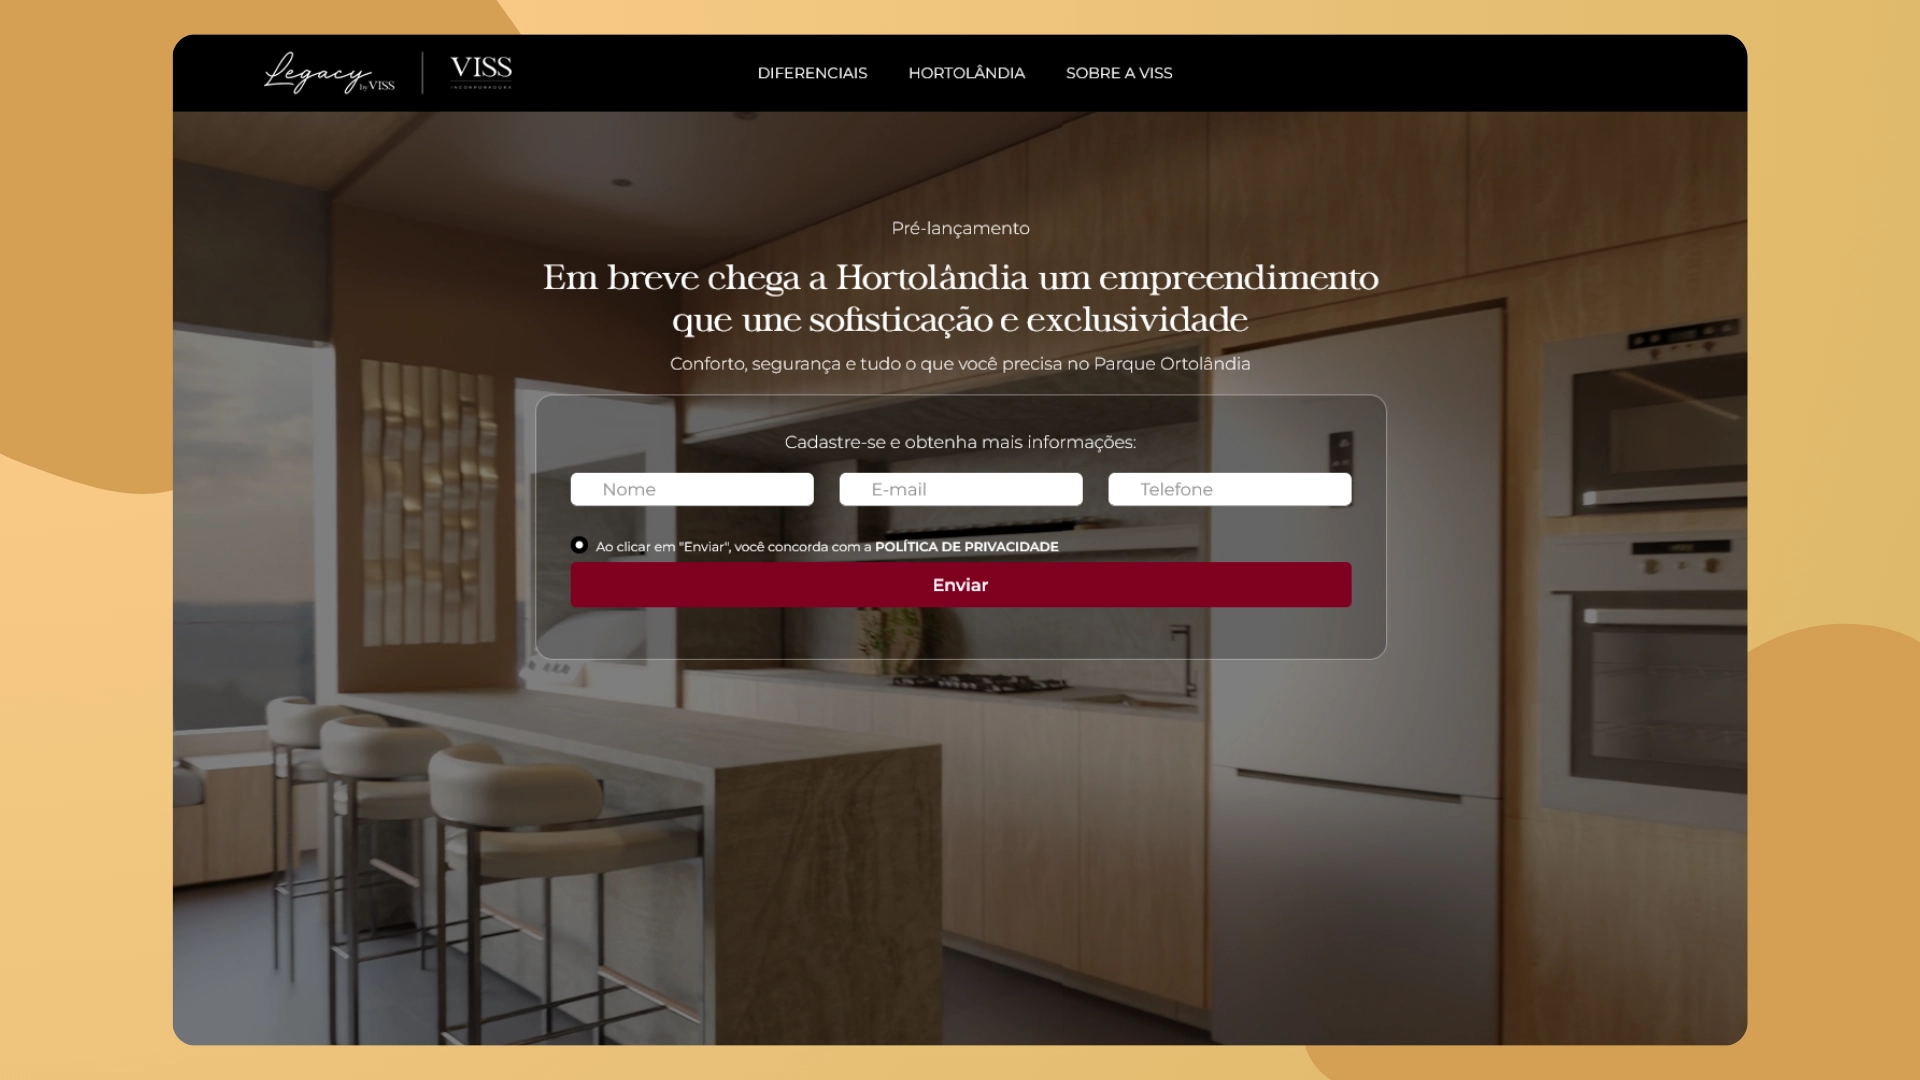 Legacy by VISS
VISS
INCORPORADORA
DIFERENCIAIS HORTOLÂNDIA SOBRE A VISS
Pré-lançamento
Em breve chega a Hortolândia um empreendimento
que une sofisticação e exclusividade
Conforto, segurança e tudo o que você precisa no Parque Ortolândia
Cadastre-se e obtenha mais informações:
Nome E-mail Telefone
Ao clicar em "Enviar", você concorda com a POLÍTICA DE PRIVACIDADE
Enviar